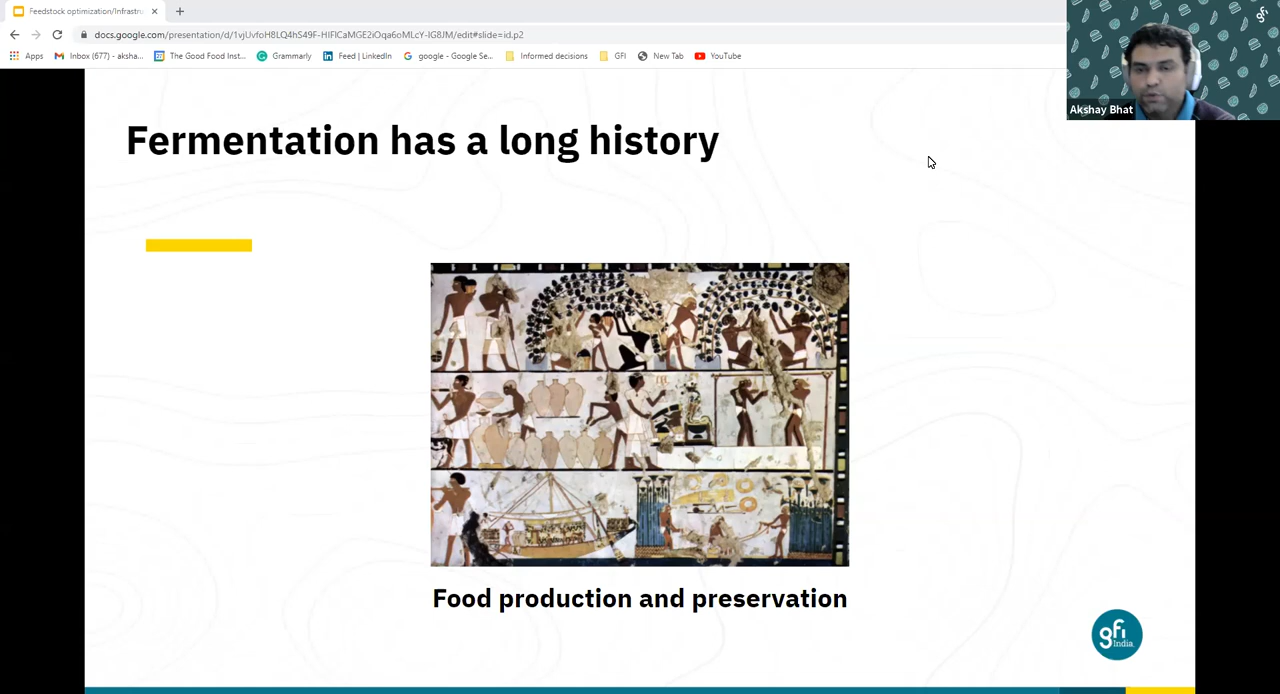 Feedstock optimization/Infrastru
docs.google.com/presentation/d/1vjUvfoH8LQ4hS49F-HIFlCaMGE2iOqa6oMLcY-IG8JM/edit#slide=id.p2
Apps
Inbox (677) - aksha...
The Good Food Inst...
Grammarly
Feed | LinkedIn
google - Google Se...
Informed decisions
GFI
New Tab
YouTube
gfi
Akshay Bhat
Fermentation has a long history
Food production and preservation
gfi
India